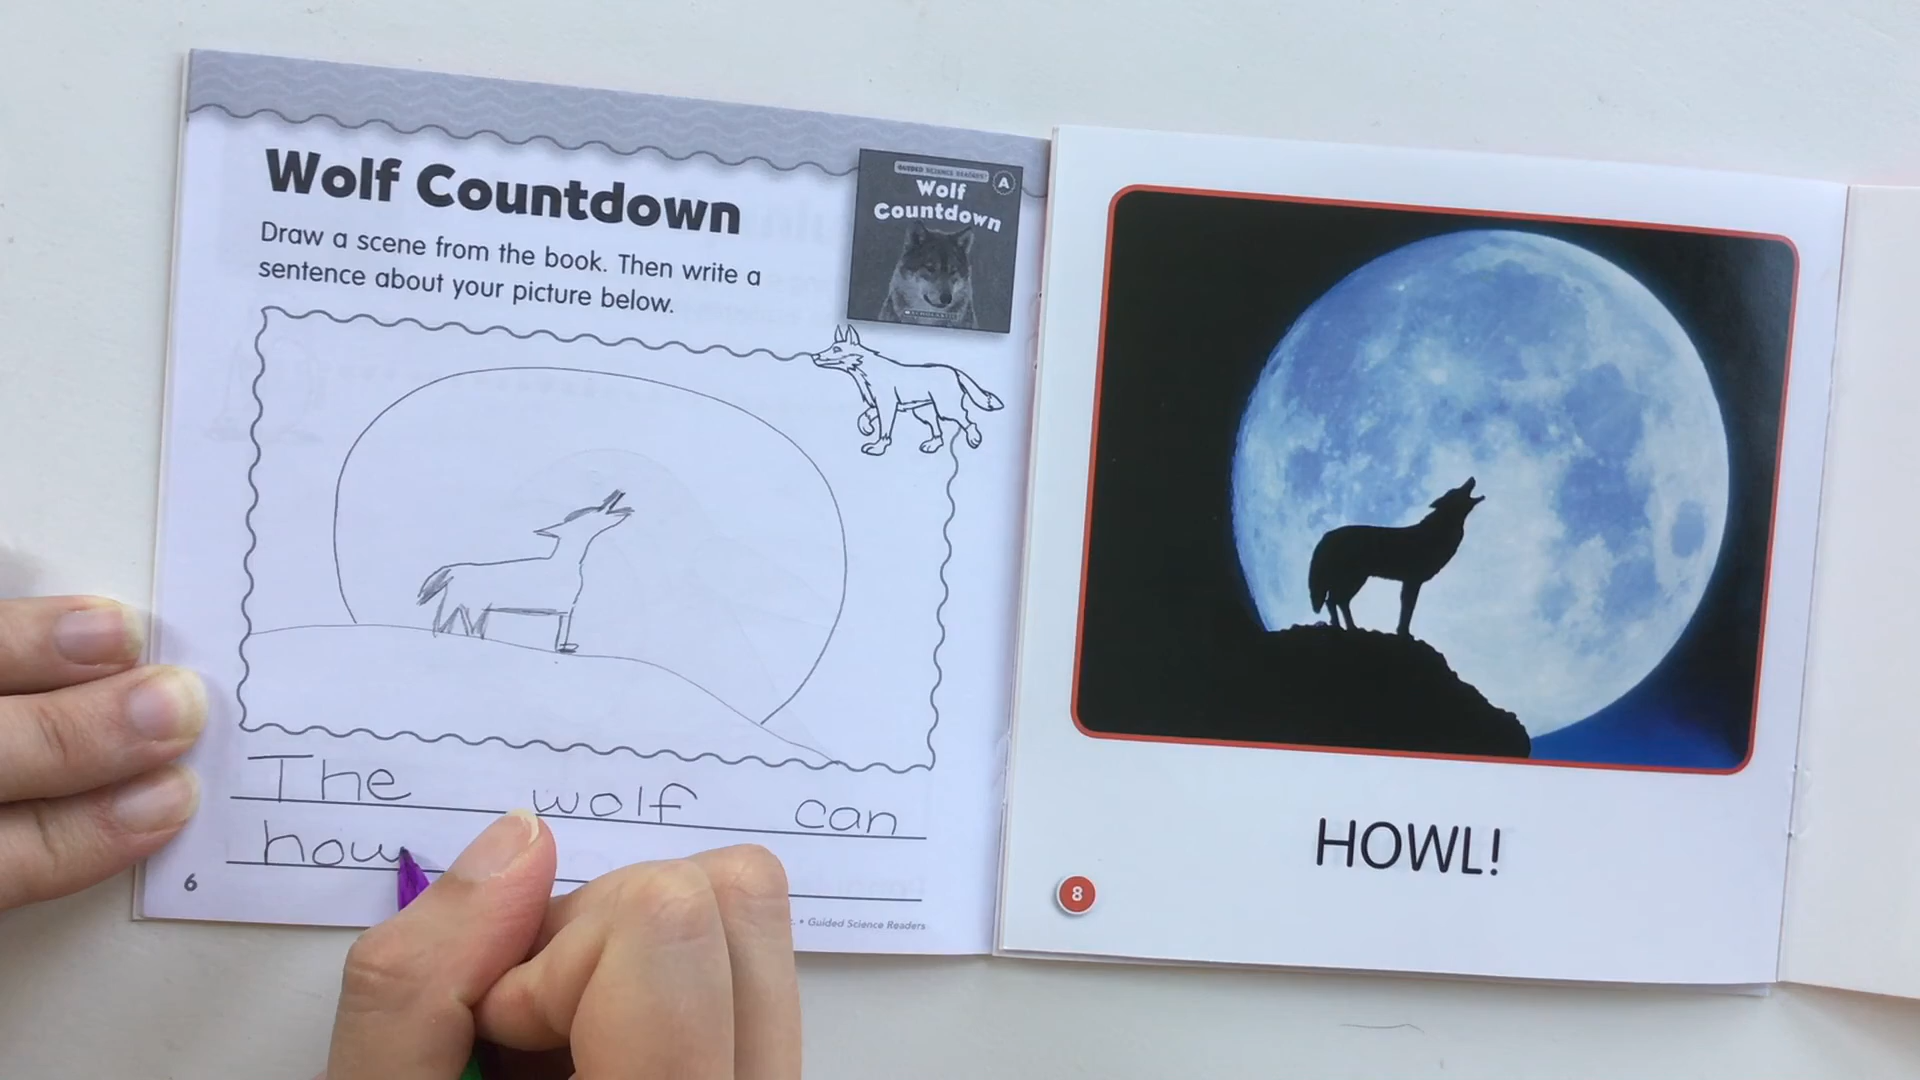 Wolf Countdown
Draw a scene from the book. Then write a
sentence about your picture below.
GUIDED SCIENCE READERS
A
Wolf
Countdown
SCHOLASTIC
The wolf can
how
6
• Guided Science Readers
HOWL!
8